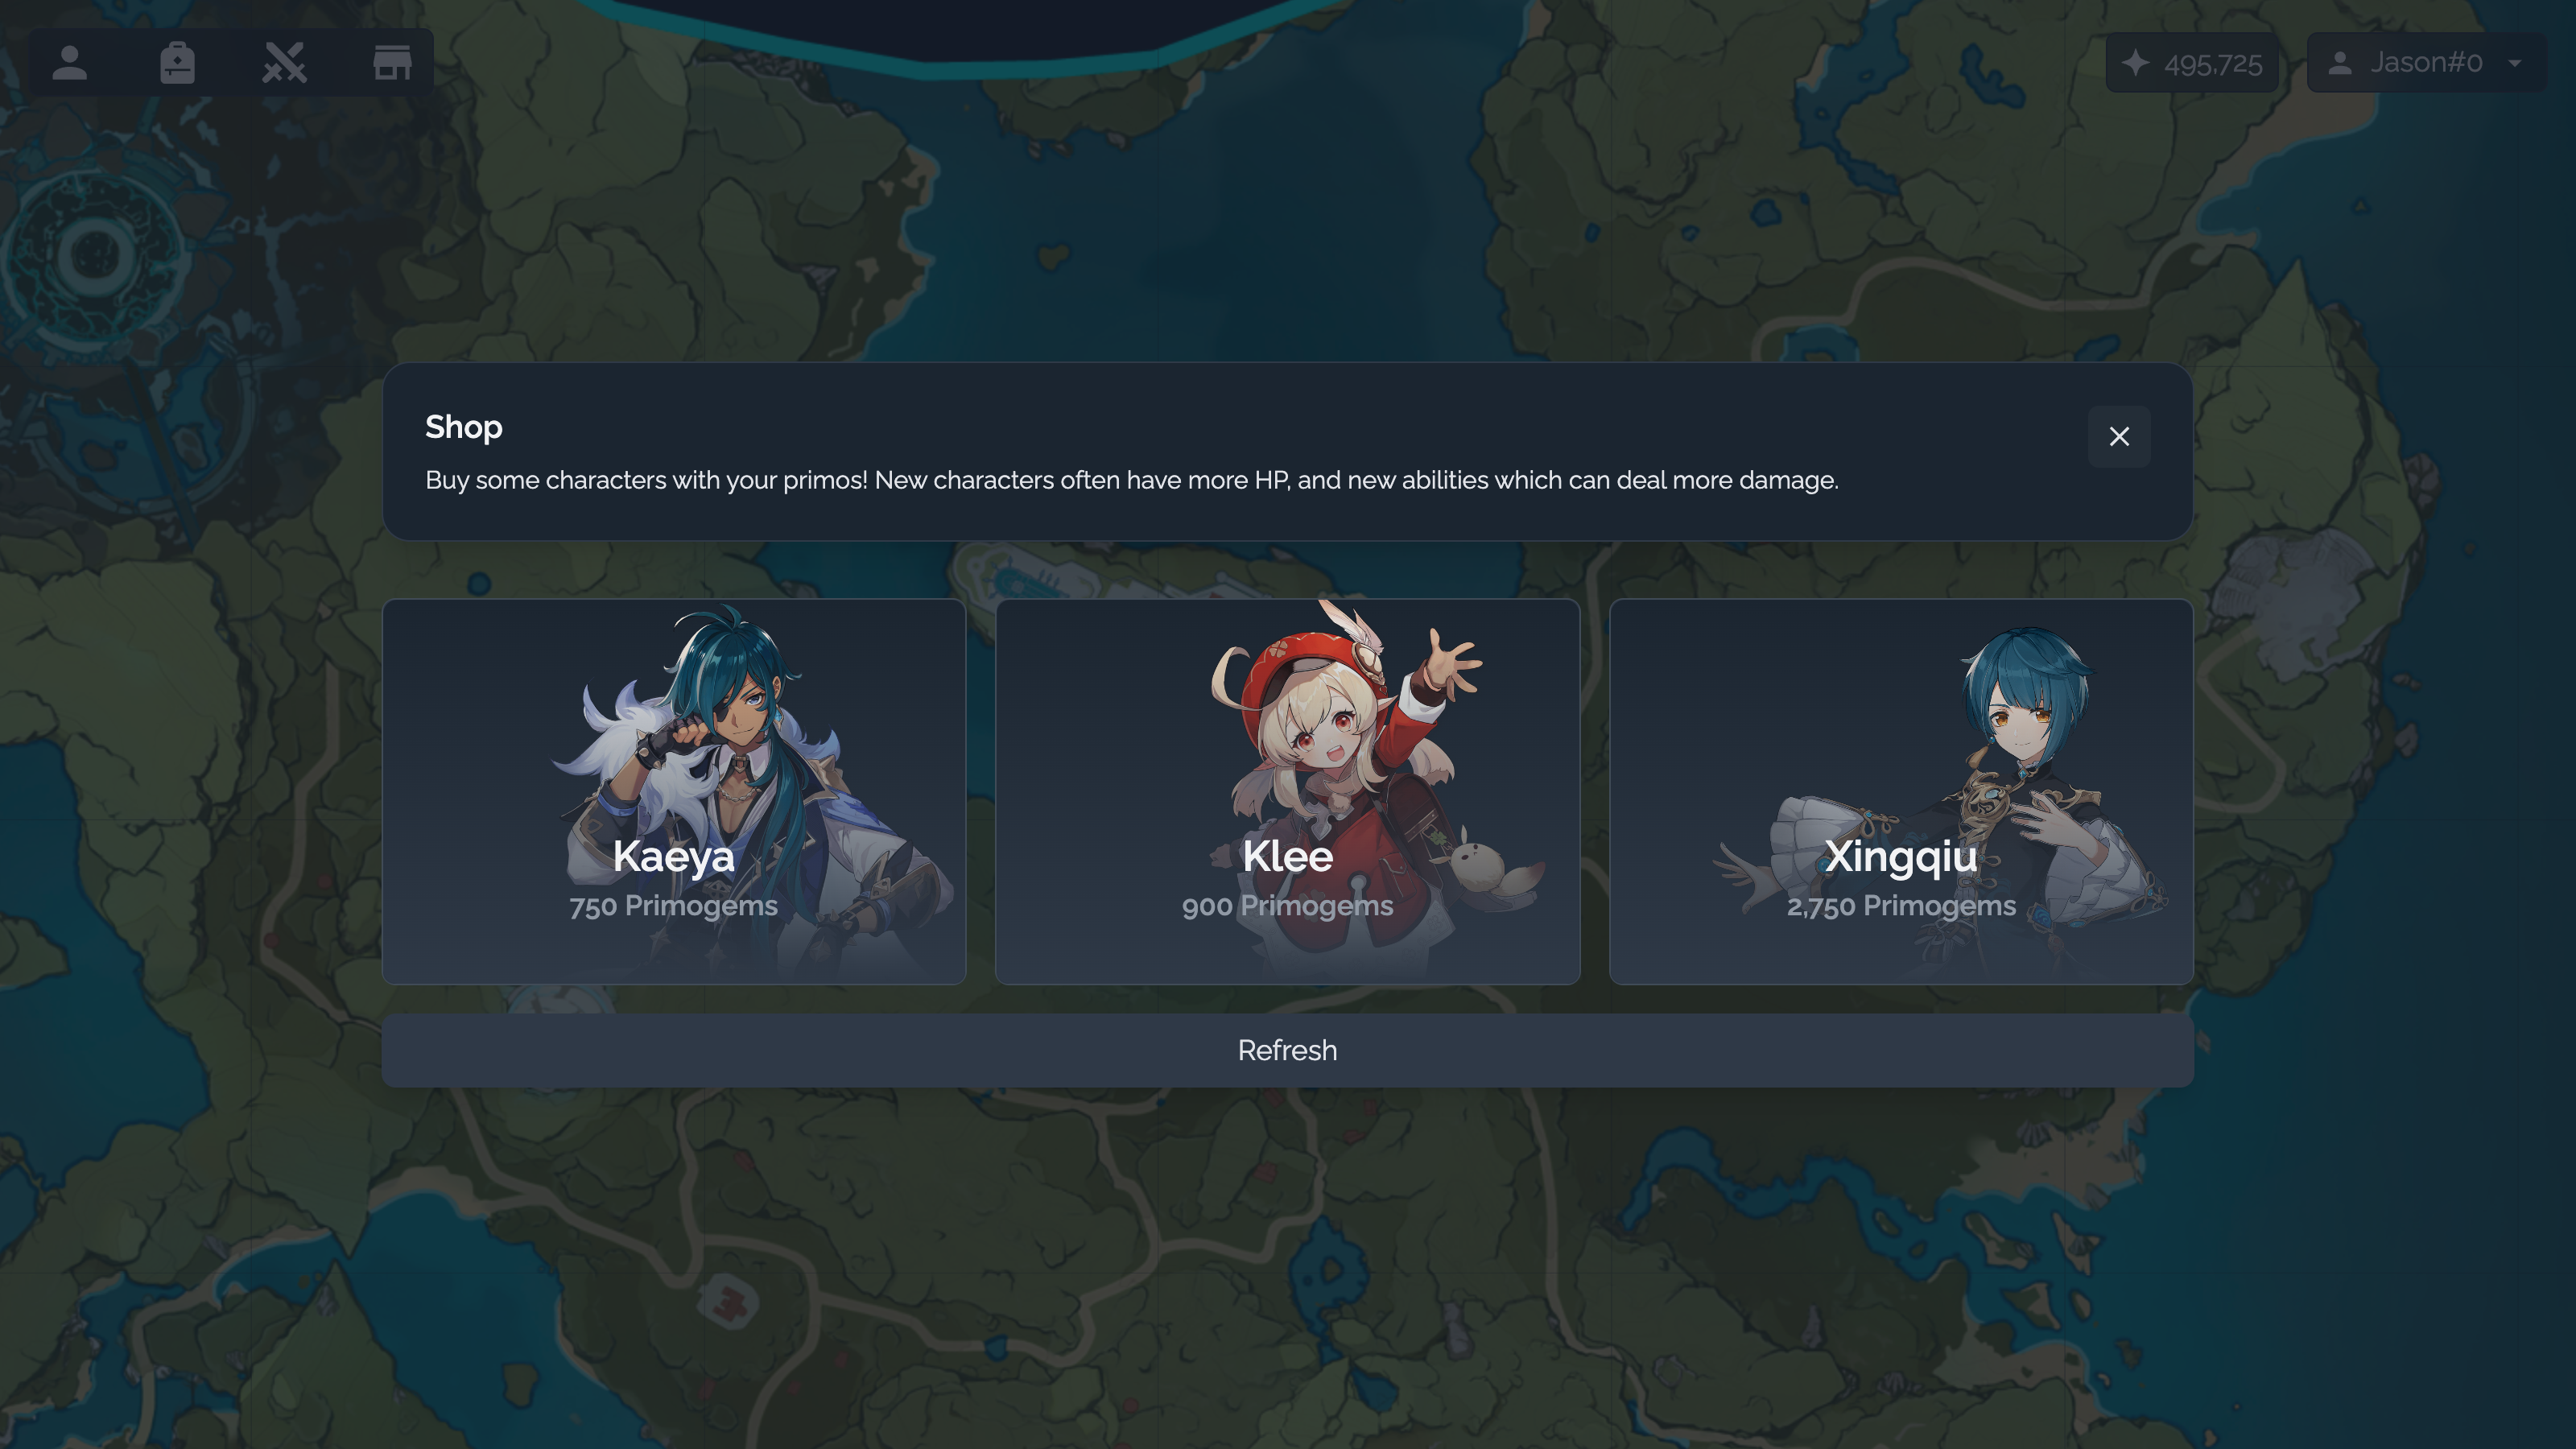 495,725
Jason#0
Shop
Buy some characters with your primos! New characters often have more HP, and new abilities which can deal more damage.
Kaeya
750 Primogems
Klee
900 Primogems
Xingqiu
2,750 Primogems
Refresh